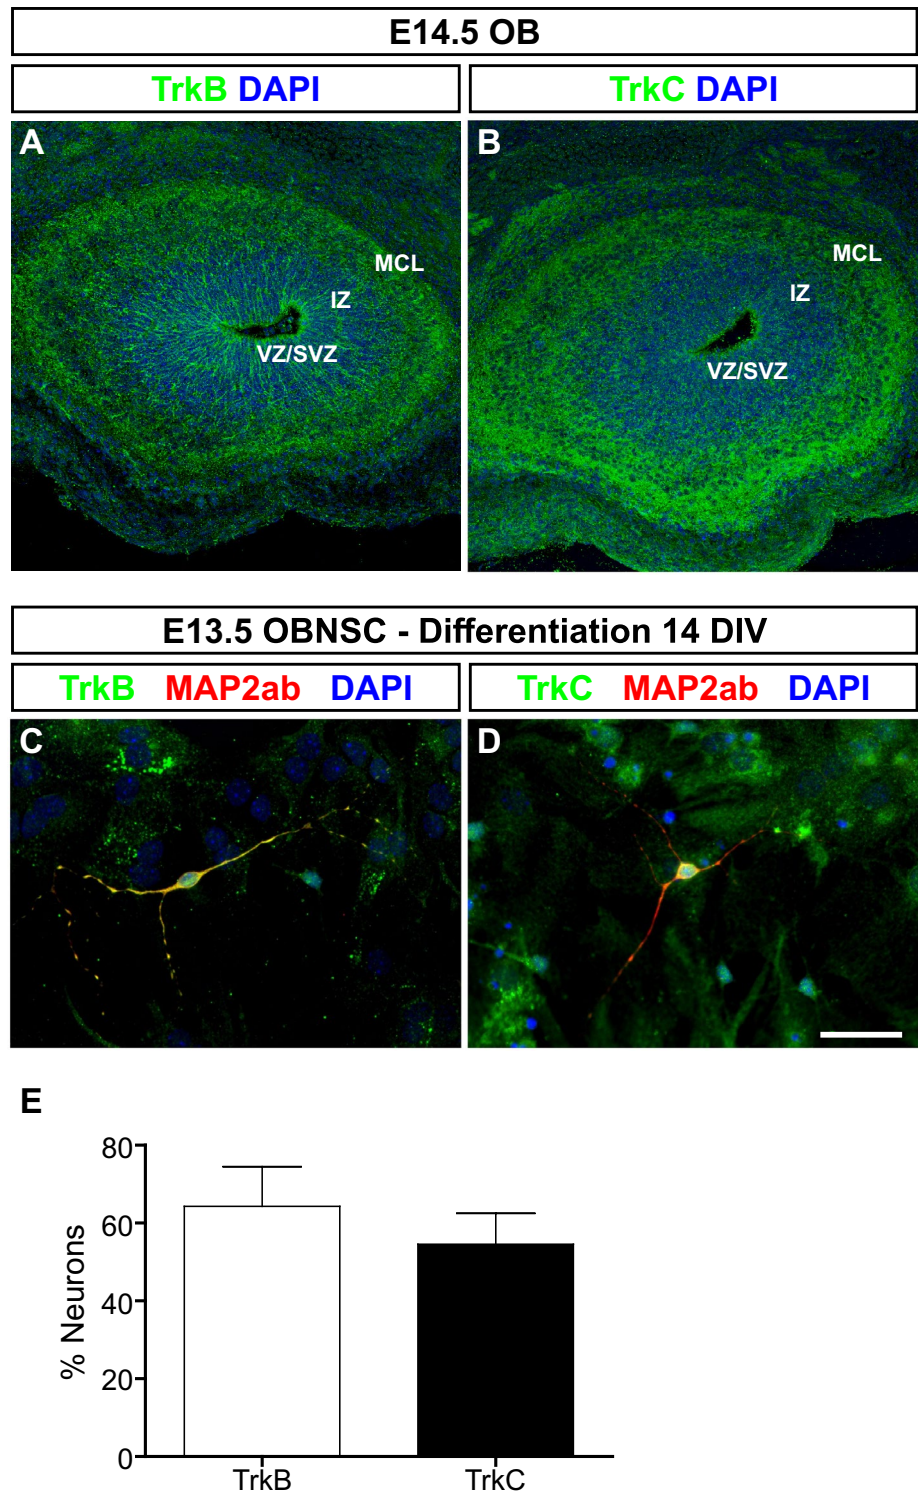 E14.5 OB
TrkB DAPI
TrkC DAPI
A
MCL
IZ
VZ/SVZ
B
MCL
IZ
VZ/SVZ
E13.5 OBNSC - Differentiation 14 DIV
TrkB MAP2ab DAPI
TrkC MAP2ab DAPI
C
D
E
80
60
40
20
0
% Neurons
TrkB
TrkC